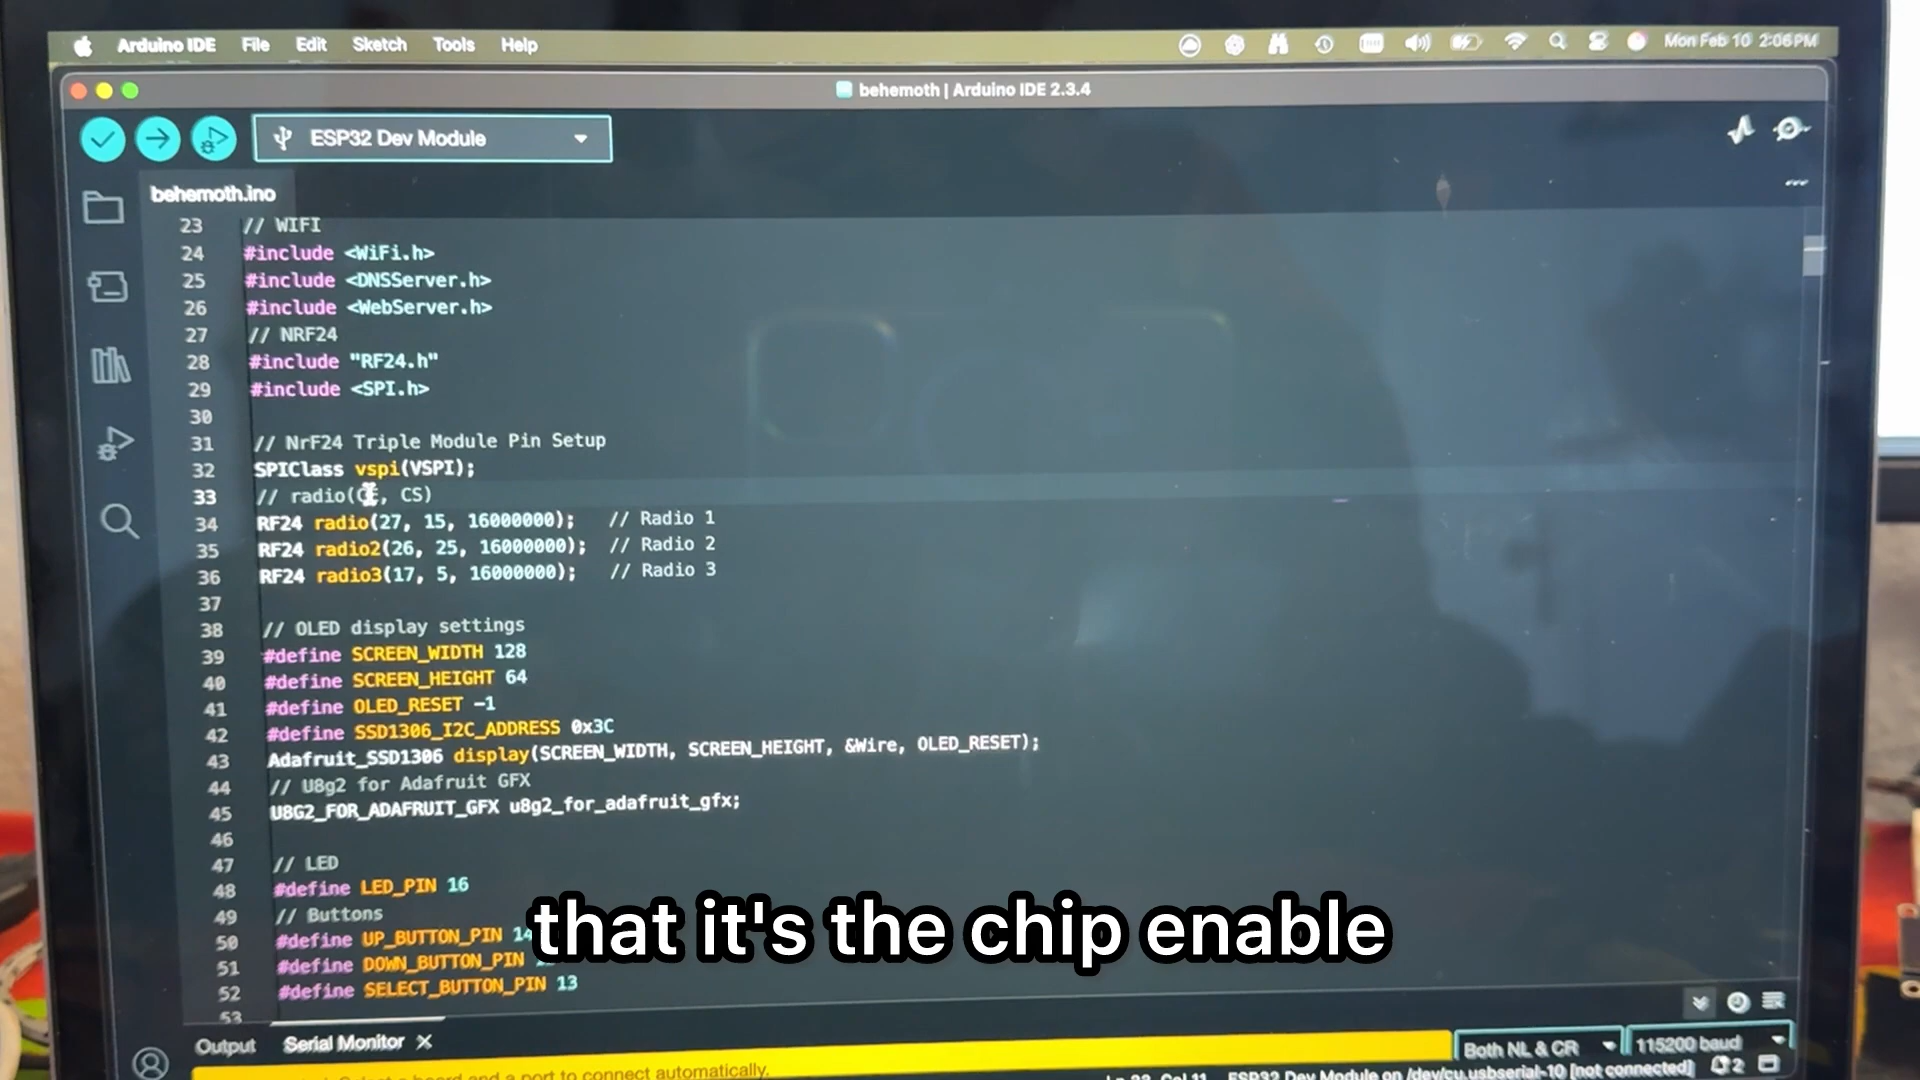 Arduino IDE File Edit Sketch Tools Help
Mon Feb 10 2:06PM
behemoth | Arduino IDE 2.3.4
ESP32 Dev Module
behemoth.ino
23 // WIFI
24 #include <WiFi.h>
25 #include <DNSServer.h>
26 #include <WebServer.h>
27 // NRF24
28 #include "RF24.h"
29 #include <SPI.h>
30
31 // NrF24 Triple Module Pin Setup
32 SPIClass vspi(VSPI);
33 // radio(CE, CS)
34 RF24 radio(27, 15, 16000000); // Radio 1
35 RF24 radio2(26, 25, 16000000); // Radio 2
36 RF24 radio3(17, 5, 16000000); // Radio 3
37
38 // OLED display settings
39 #define SCREEN_WIDTH 128
40 #define SCREEN_HEIGHT 64
41 #define OLED_RESET -1
42 #define SSD1306_I2C_ADDRESS 0x3C
43 Adafruit_SSD1306 display(SCREEN_WIDTH, SCREEN_HEIGHT, &Wire, OLED_RESET);
44 // U8g2 for Adafruit GFX
45 U8G2_FOR_ADAFRUIT_GFX u8g2_for_adafruit_gfx;
46
47 // LED
48 #define LED_PIN 16
49 // Buttons
50 #define UP_BUTTON_PIN 14
51 #define DOWN_BUTTON_PIN
52 #define SELECT_BUTTON_PIN 13
53
that it's the chip enable
Output Serial Monitor
Both NL & CR 115200 baud
Select a board and a port to connect automatically.
ESP32 Dev Module on /dev/cu.usbserial-10 [not connected] 2